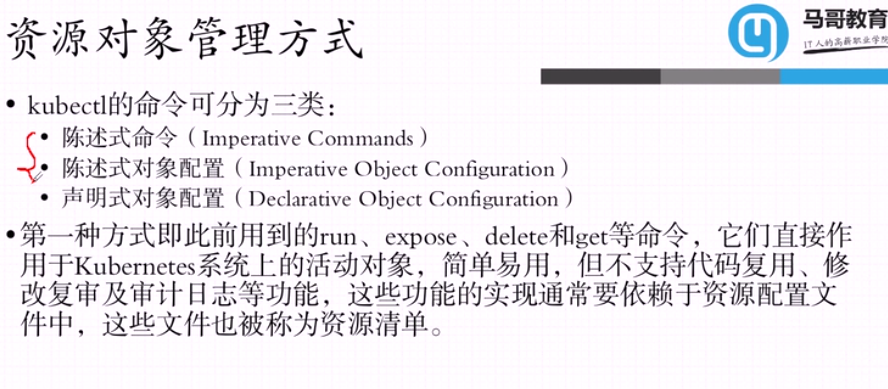 资源对象管理方式
马哥教育
IT人的高薪职业学院
• kubectl的命令可分为三类：
• 陈述式命令（Imperative Commands）
• 陈述式对象配置（Imperative Object Configuration）
• 声明式对象配置（Declarative Object Configuration）
•第一种方式即此前用到的run、expose、delete和get等命令，它们直接作
用于Kubernetes系统上的活动对象，简单易用，但不支持代码复用、修
改复审及审计日志等功能，这些功能的实现通常要依赖于资源配置文
件中，这些文件也被称为资源清单。